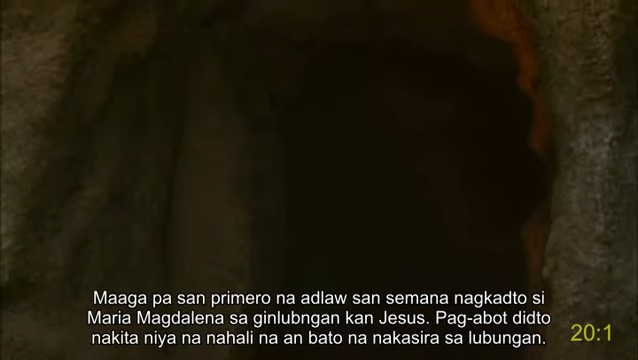 Maaga pa san primero na adlaw san semana nagkadto si
Maria Magdalena sa ginlubngan kan Jesus. Pag-abot didto
nakita niya na nahali na an bato na nakasira sa lubungan.
20:1